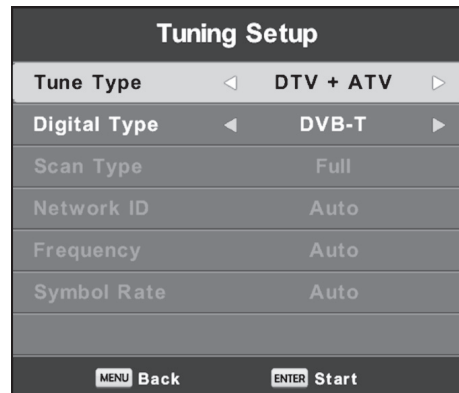 Tuning Setup
Tune Type DTV + ATV
Digital Type DVB-T
Scan Type Full
Network ID Auto
Frequency Auto
Symbol Rate Auto
MENU Back ENTER Start